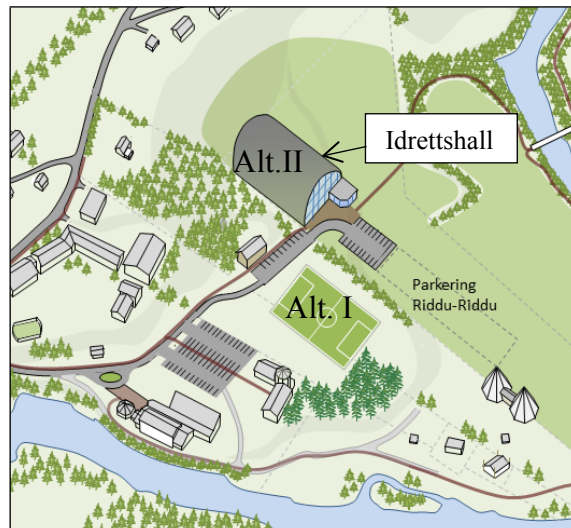 Idrettshall
Alt.II
Alt. I
Parkering
Riddu-Riddu